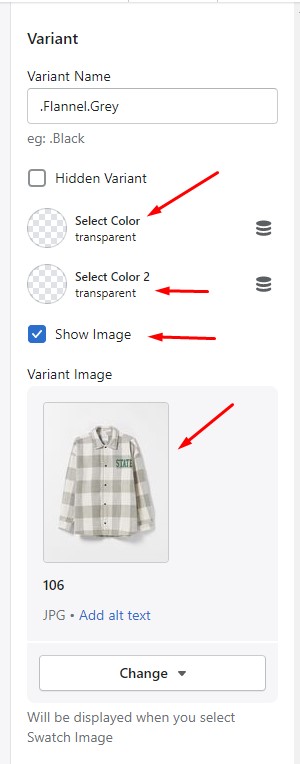 Variant
Variant Name
.Flannel.Grey
eg: .Black
Hidden Variant
Select Color
transparent
Select Color 2
transparent
Show Image
Variant Image
STATE
106
JPG • Add alt text
Change
Will be displayed when you select
Swatch Image